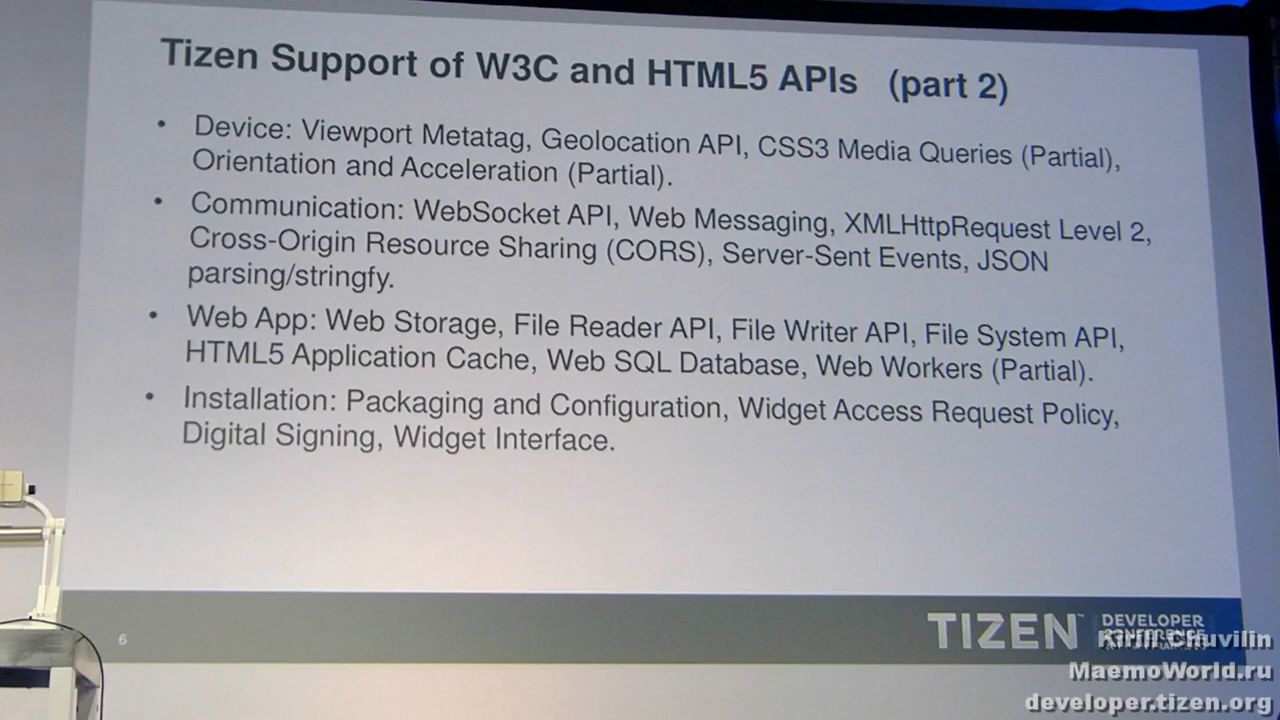 Tizen Support of W3C and HTML5 APIs (part 2)
• Device: Viewport Metatag, Geolocation API, CSS3 Media Queries (Partial),
Orientation and Acceleration (Partial).
• Communication: WebSocket API, Web Messaging, XMLHttpRequest Level 2,
Cross-Origin Resource Sharing (CORS), Server-Sent Events, JSON
parsing/stringfy.
• Web App: Web Storage, File Reader API, File Writer API, File System API,
HTML5 Application Cache, Web SQL Database, Web Workers (Partial).
• Installation: Packaging and Configuration, Widget Access Request Policy,
Digital Signing, Widget Interface.
6
TIZEN™ DEVELOPER
CONFERENCE
Kirill Chuvilin
MaemoWorld.ru
developer.tizen.org